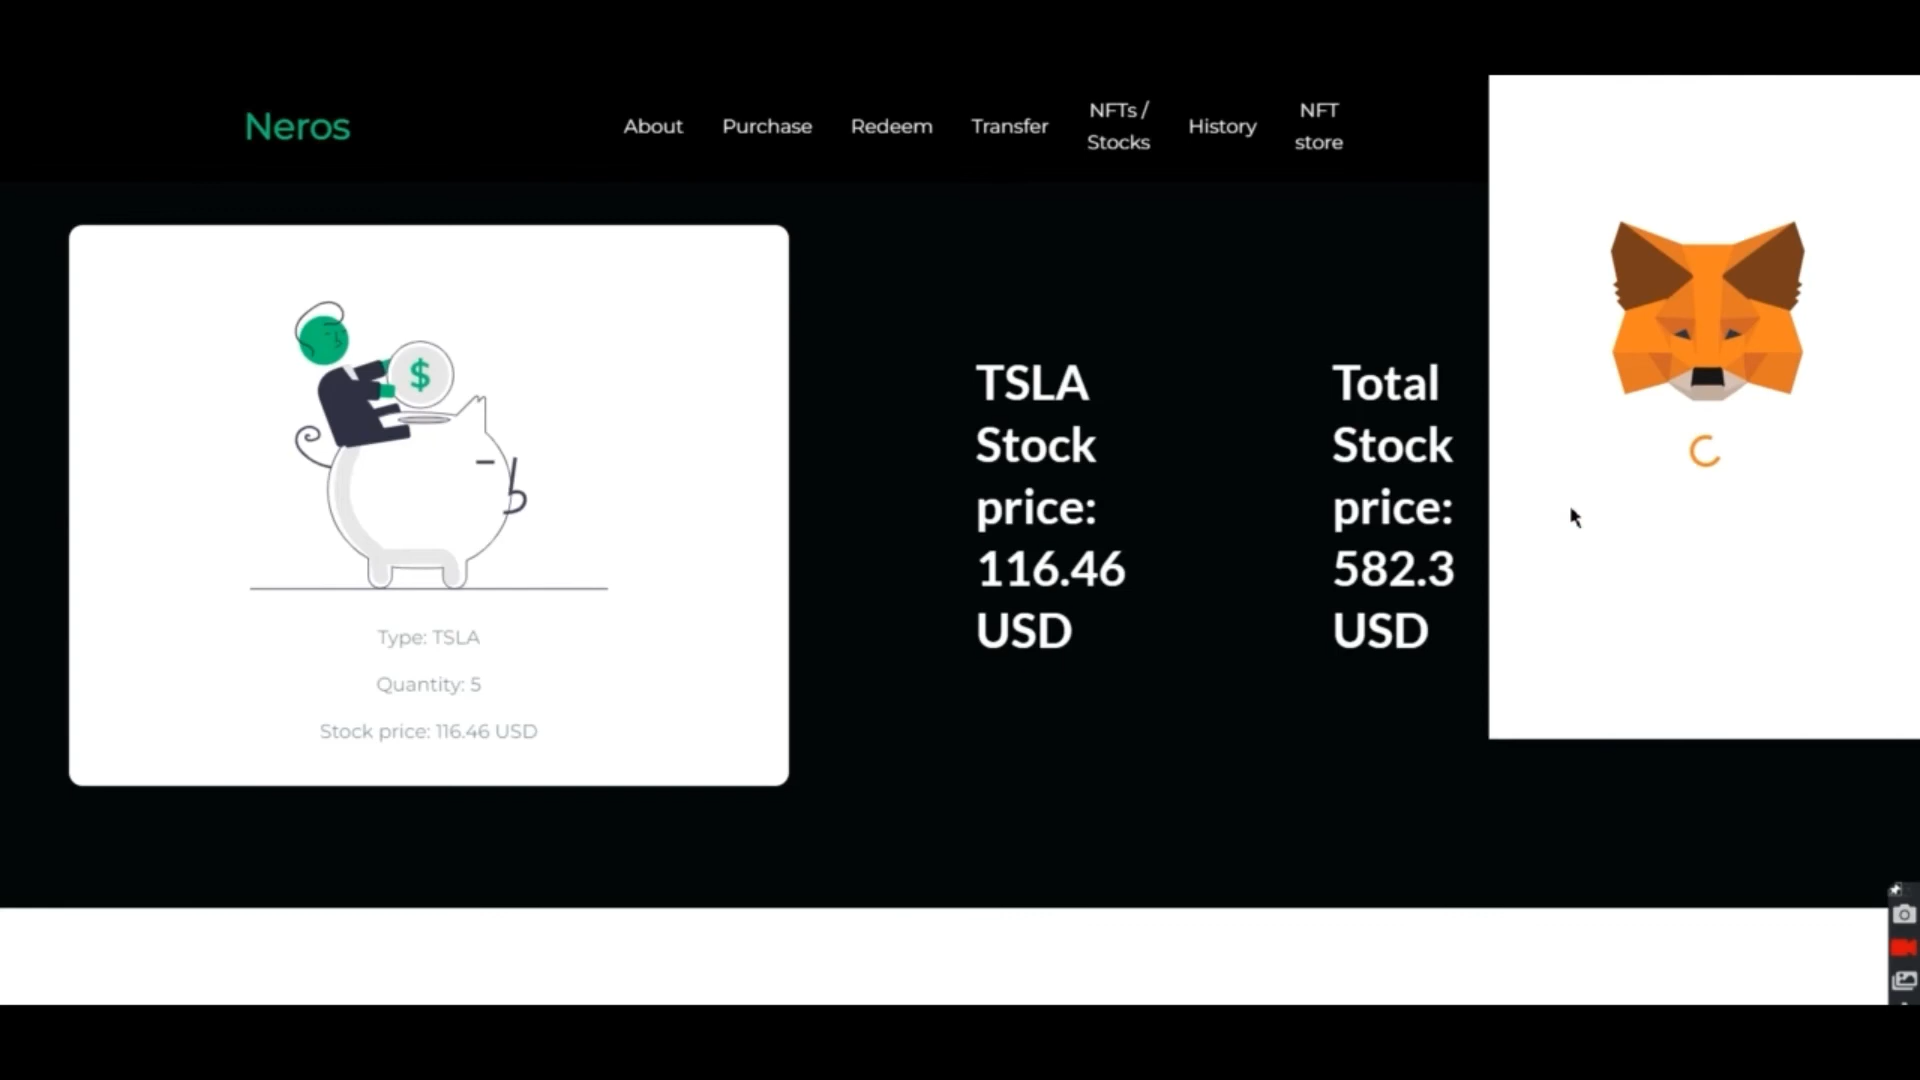 Neros
About
Purchase
Redeem
Transfer
NFTs /
Stocks
History
NFT
store
$
Type: TSLA
Quantity: 5
Stock price: 116.46 USD
TSLA
Stock
price:
116.46
USD
Total
Stock
price:
582.3
USD